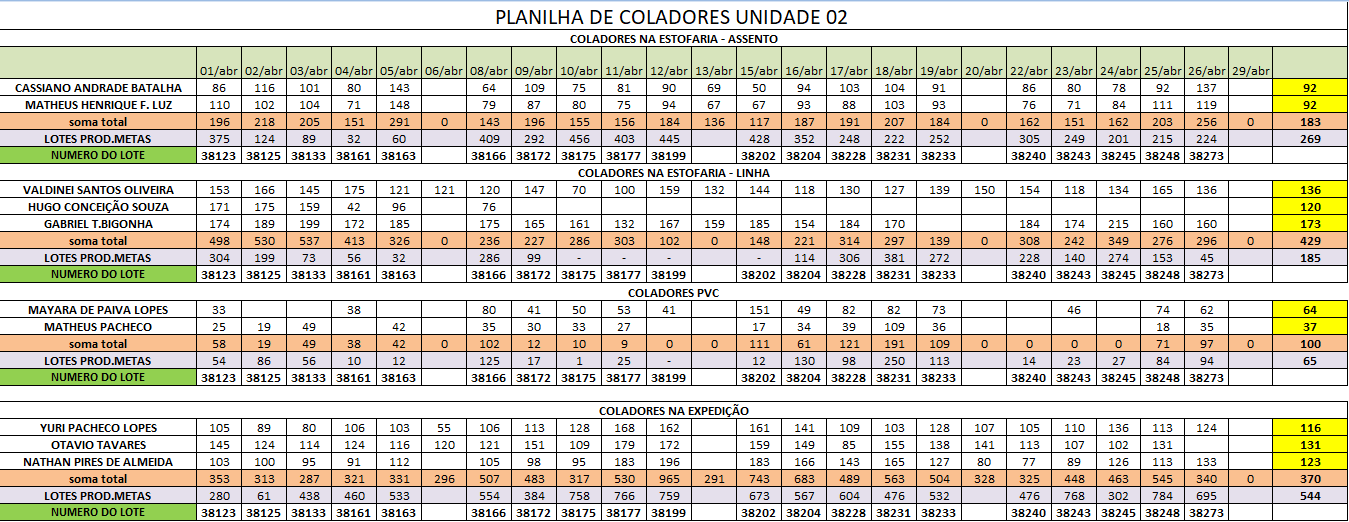 PLANILHA DE COLADORES UNIDADE 02
COLADORES NA ESTOFARIA - ASSENTO
01/abr 02/abr 03/abr 04/abr 05/abr 06/abr 08/abr 09/abr 10/abr 11/abr 12/abr 13/abr 15/abr 16/abr 17/abr 18/abr 19/abr 20/abr 22/abr 23/abr 24/abr 25/abr 26/abr 29/abr
CASSIANO ANDRADE BATALHA 86 116 101 80 143 64 109 75 81 90 69 50 94 103 104 91 86 80 78 92 137 92
MATHEUS HENRIQUE F. LUZ 110 102 104 71 148 79 87 80 75 94 67 67 93 88 103 93 76 71 84 111 119 92
soma total 196 218 205 151 291 0 143 196 155 156 184 136 117 187 191 207 184 0 162 151 162 203 256 0 183
LOTES PROD.METAS 375 124 89 32 60 409 292 456 403 445 428 352 248 222 252 305 249 201 215 224 269
NUMERO DO LOTE 38123 38125 38133 38161 38163 38166 38172 38175 38177 38199 38202 38204 38228 38231 38233 38240 38243 38245 38248 38273
COLADORES NA ESTOFARIA - LINHA
VALDINEI SANTOS OLIVEIRA 153 166 145 175 121 121 120 147 70 100 159 132 144 118 130 127 139 150 154 118 134 165 136 136
HUGO CONCEIÇÃO SOUZA 171 175 159 42 96 76 120
GABRIEL T.BIGONHA 174 189 199 172 185 175 165 161 132 167 159 185 154 184 170 184 174 215 160 160 173
soma total 498 530 537 413 326 0 236 227 286 303 102 0 148 221 314 297 139 0 308 242 349 276 296 0 429
LOTES PROD.METAS 304 199 73 56 32 286 99 - - - - 114 306 381 272 228 140 274 153 45 185
NUMERO DO LOTE 38123 38125 38133 38161 38163 38166 38172 38175 38177 38199 38202 38204 38228 38231 38233 38240 38243 38245 38248 38273
COLADORES PVC
MAYARA DE PAIVA LOPES 33 38 80 41 50 53 41 151 49 82 82 73 46 74 62 64
MATHEUS PACHECO 25 19 49 42 35 30 33 27 17 34 39 109 36 18 35 37
soma total 58 19 49 38 42 0 102 12 10 9 0 0 111 61 121 191 109 0 0 0 0 71 97 0 100
LOTES PROD.METAS 54 86 56 10 12 125 17 1 25 - 12 130 98 250 113 14 23 27 84 94 65
NUMERO DO LOTE 38123 38125 38133 38161 38163 38166 38172 38175 38177 38199 38202 38204 38228 38231 38233 38240 38243 38245 38248 38273
COLADORES NA EXPEDIÇÃO
YURI PACHECO LOPES 105 89 80 106 103 55 106 113 128 168 162 161 141 109 103 128 107 105 110 136 113 124 116
OTAVIO TAVARES 145 124 114 124 116 120 121 151 109 179 172 159 149 85 155 138 141 113 107 102 131 131
NATHAN PIRES DE ALMEIDA 103 100 95 91 112 105 98 95 183 196 183 166 143 165 127 80 77 89 126 113 133 123
soma total 353 313 287 321 331 296 507 483 317 530 965 291 743 683 489 563 504 328 325 448 463 545 340 0 370
LOTES PROD.METAS 280 61 438 460 533 554 384 758 766 759 673 567 604 476 532 476 768 302 784 695 544
NUMERO DO LOTE 38123 38125 38133 38161 38163 38166 38172 38175 38177 38199 38202 38204 38228 38231 38233 38240 38243 38245 38248 38273